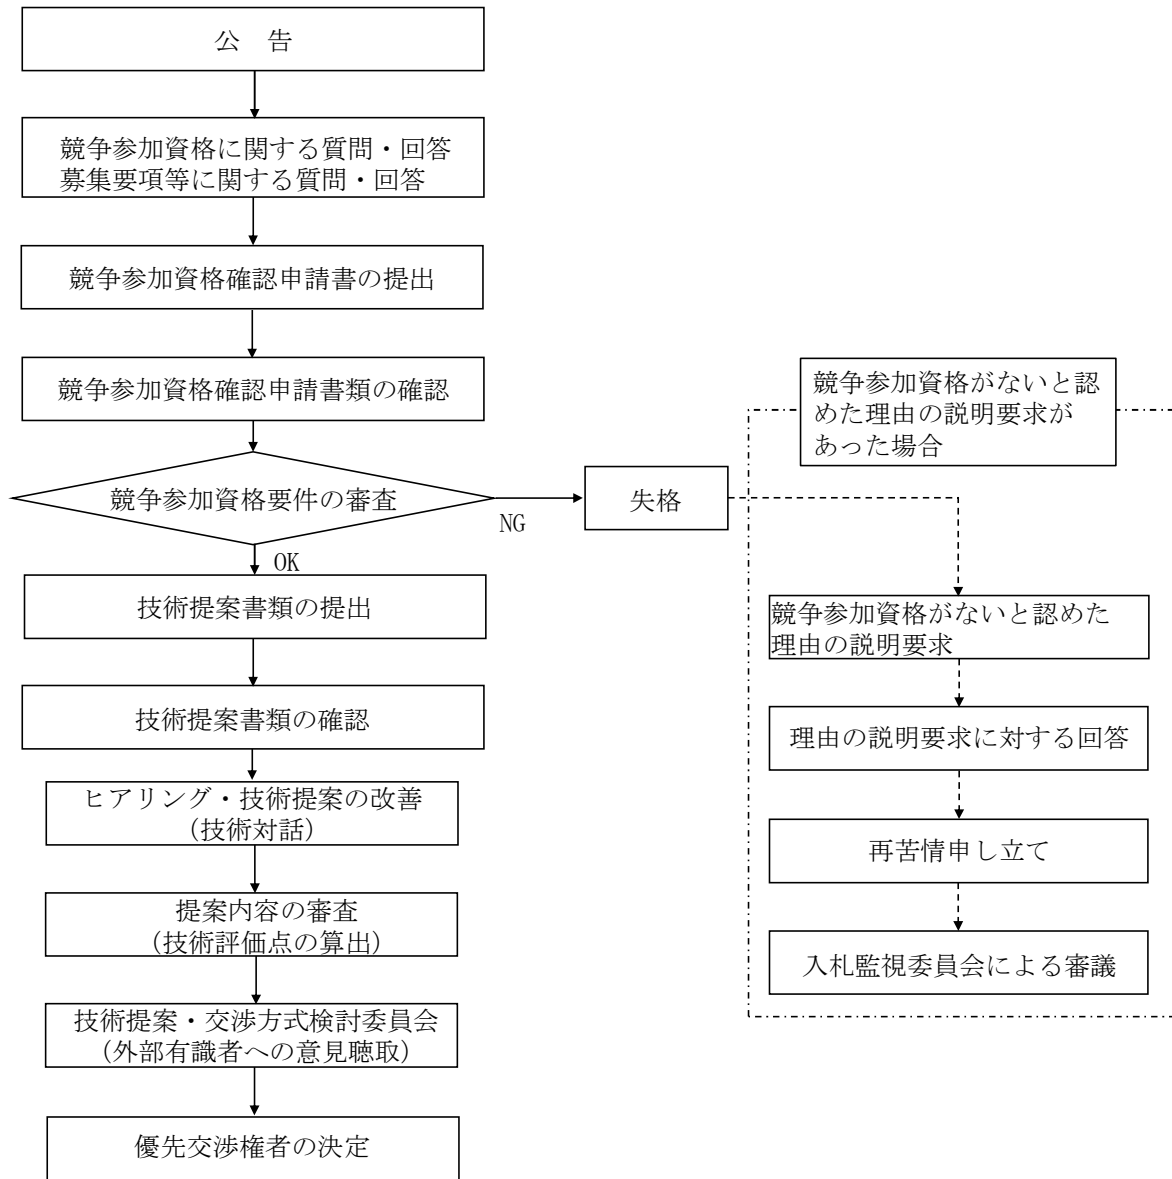 公　告
競争参加資格に関する質問・回答
募集要項等に関する質問・回答
競争参加資格確認申請書の提出
競争参加資格確認申請書類の確認
競争参加資格要件の審査
NG
OK
失格
技術提案書類の提出
技術提案書類の確認
ヒアリング・技術提案の改善
（技術対話）
提案内容の審査
（技術評価点の算出）
技術提案・交渉方式検討委員会
（外部有識者への意見聴取）
優先交渉権者の決定
競争参加資格がないと認
めた理由の説明要求が
あった場合
競争参加資格がないと認めた
理由の説明要求
理由の説明要求に対する回答
再苦情申し立て
入札監視委員会による審議